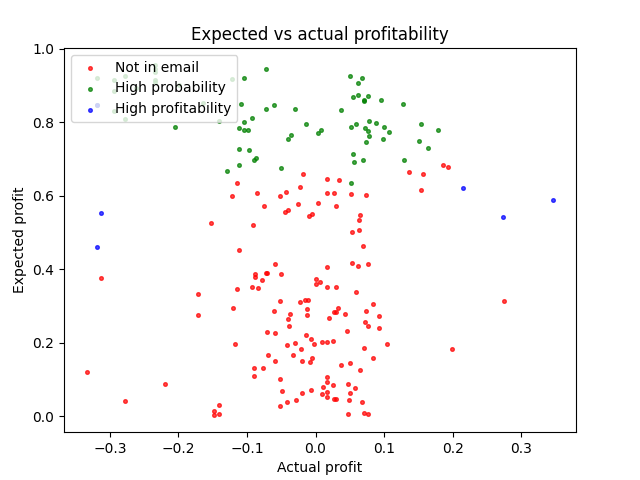 Expected vs actual profitability
Not in email
High probability
High profitability
Expected profit
1.0
0.8
0.6
0.4
0.2
0.0
−0.3
−0.2
−0.1
0.0
0.1
0.2
0.3
Actual profit